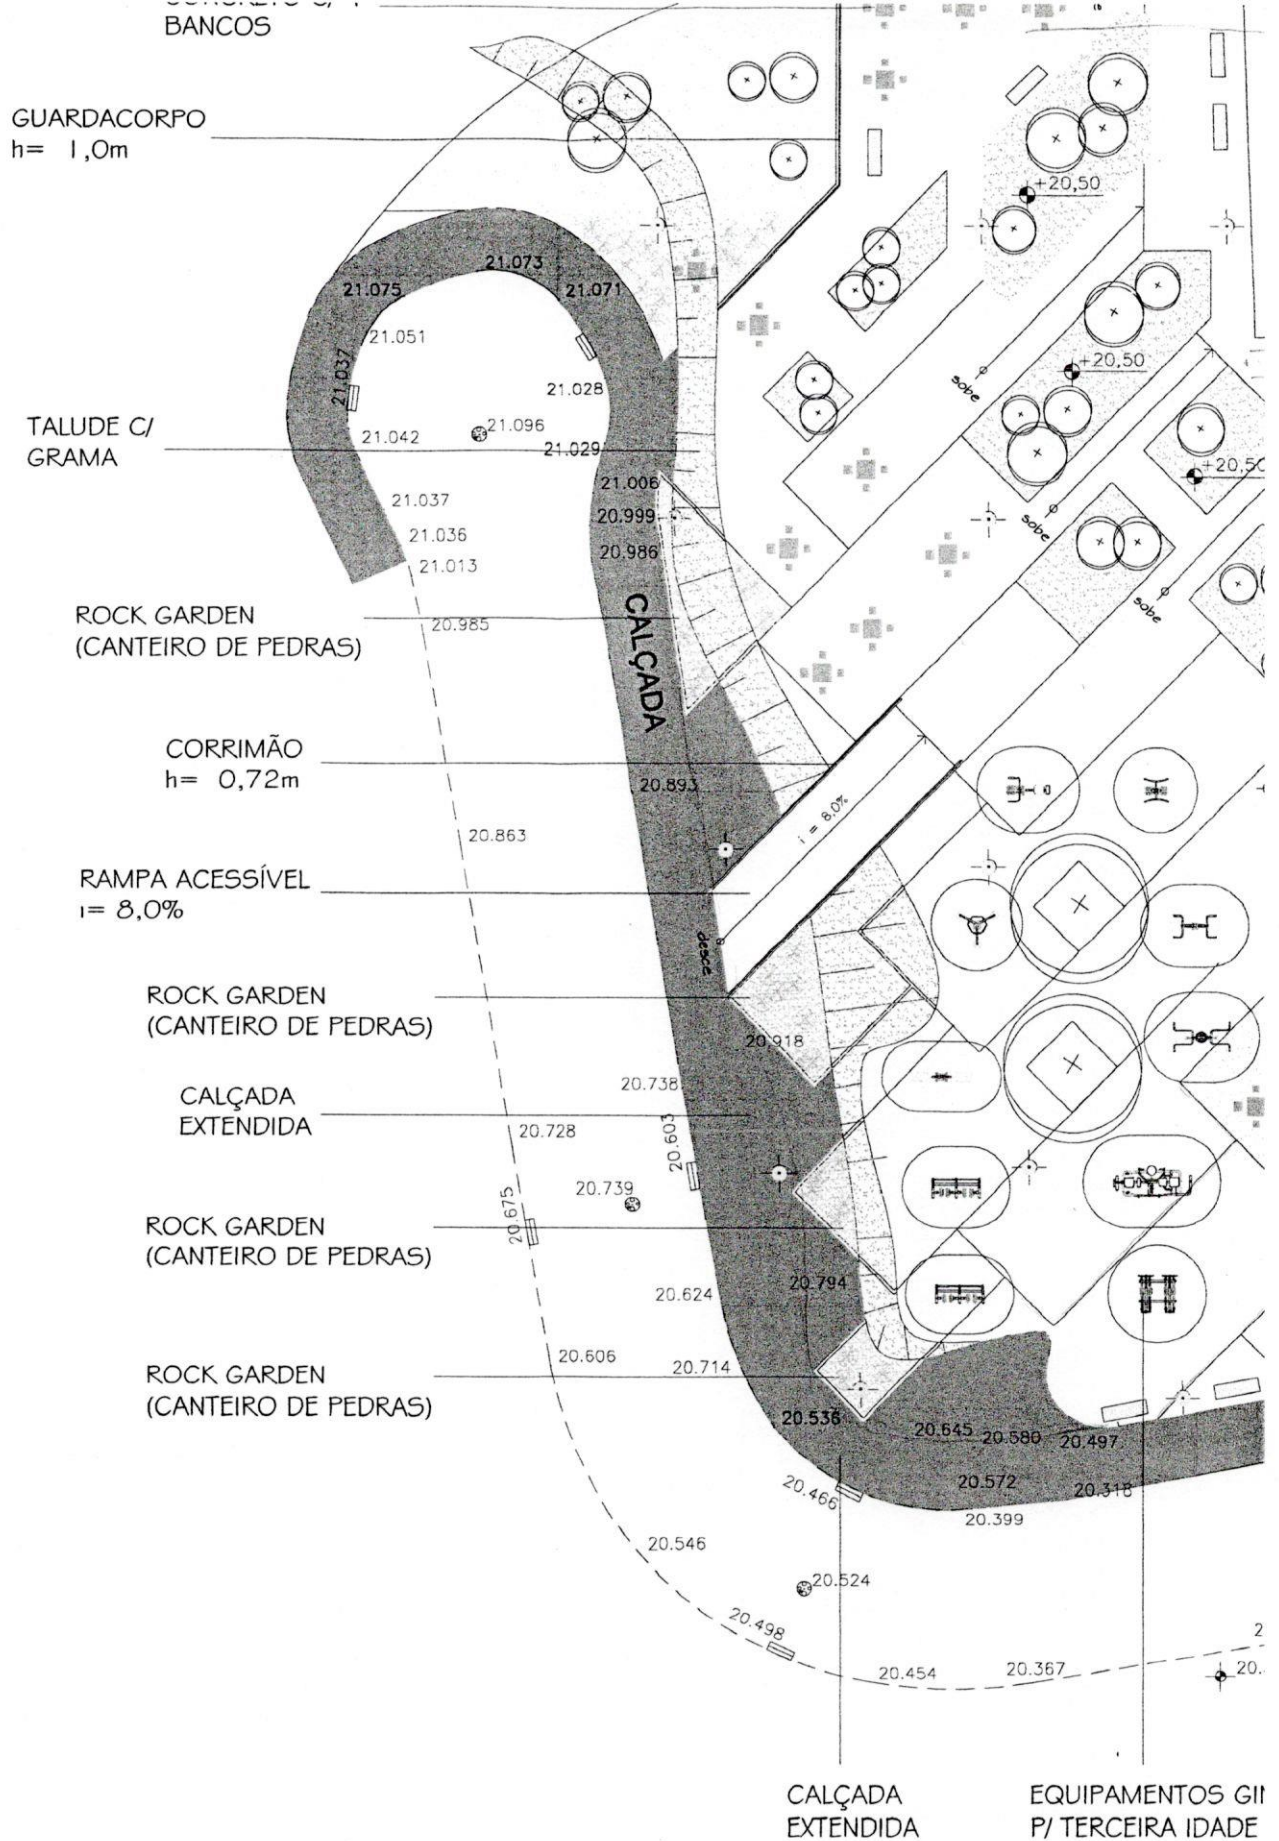 BANCOS
GUARDACORPO
h= 1,0m
+20,50
21.073
21.075
21.071
21.051
21.037
+20,50
sobe
21.028
TALUDE C/
GRAMA
21.042
21.096
21.029
+20,50
21.006
21.037
20.999
sobe
21.036
20.986
21.013
sobe
ROCK GARDEN
(CANTEIRO DE PEDRAS)
20.985
CALÇADA
CORRIMÃO
h= 0,72m
20.893
i = 8,0%
20.863
RAMPA ACESSÍVEL
i= 8,0%
desce
ROCK GARDEN
(CANTEIRO DE PEDRAS)
20.918
20.738
CALÇADA
EXTENDIDA
20.728
20.603
20.739
20.675
ROCK GARDEN
(CANTEIRO DE PEDRAS)
20.794
20.624
20.606
20.714
ROCK GARDEN
(CANTEIRO DE PEDRAS)
20.536
20.645
20.580
20.497
20.572
20.318
20.466
20.399
20.546
20.524
20.498
20.454
20.367
CALÇADA
EXTENDIDA
EQUIPAMENTOS
P/ TERCEIRA IDADE